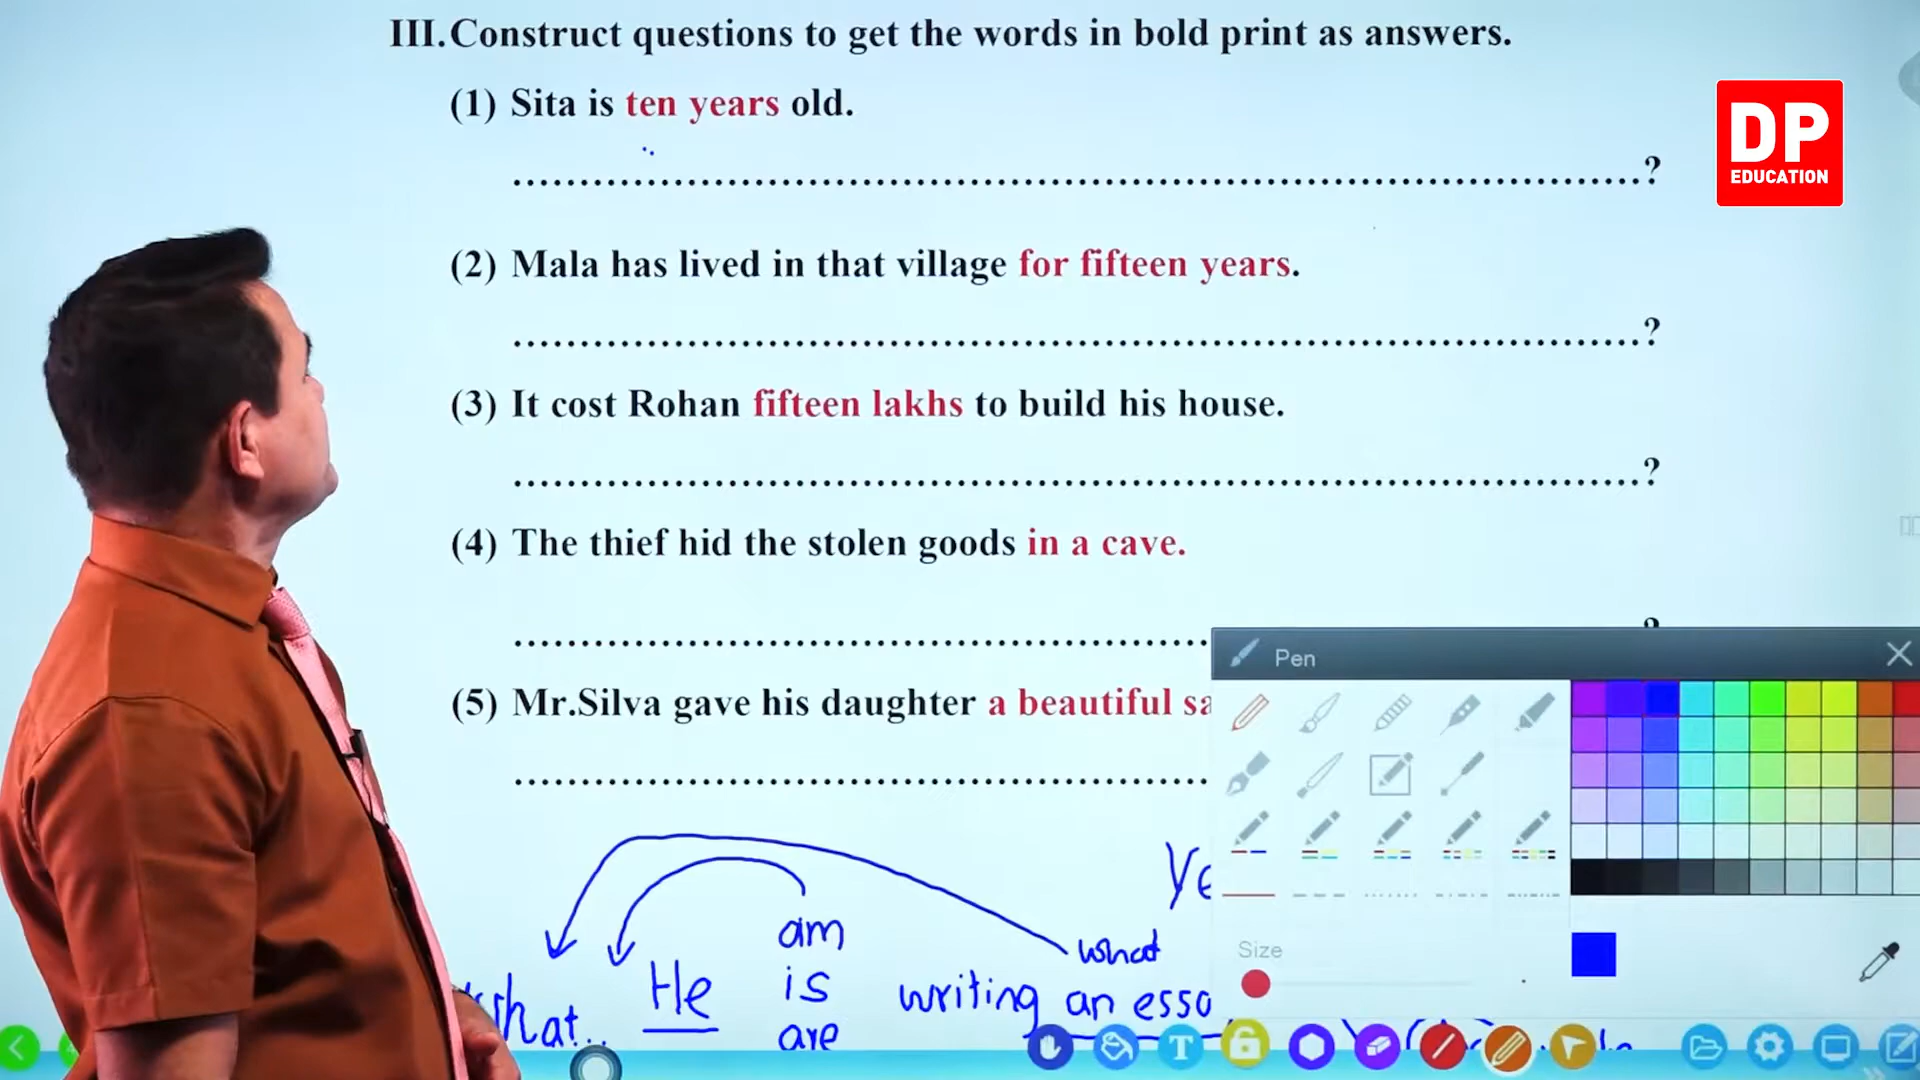 III. Construct questions to get the words in bold print as answers.
(1) Sita is ten years old.
..............................?
DP
EDUCATION
(2) Mala has lived in that village for fifteen years.
..............................?
(3) It cost Rohan fifteen lakhs to build his house.
..............................?
(4) The thief hid the stolen goods in a cave.
..............................?
(5) Mr.Silva gave his daughter a beautiful
..............................
Pen
Size
am
what
what.. He is writing an
are
T